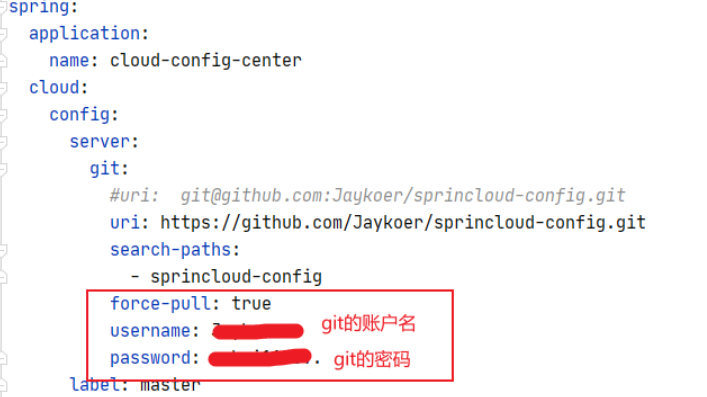 spring:
application:
name: cloud-config-center
cloud:
config:
server:
git:
#uri: git@github.com:Jaykoer/sprincloud-config.git
uri: https://github.com/Jaykoer/sprincloud-config.git
search-paths:
- sprincloud-config
force-pull: true
username: git的账户名
password: git的密码
label: master